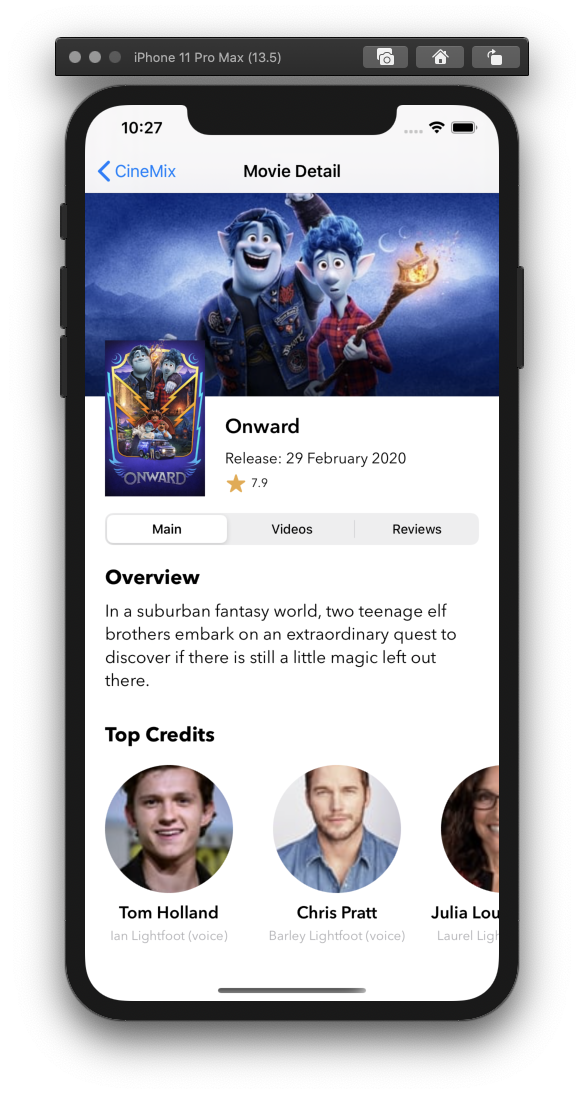 iPhone 11 Pro Max (13.5)
10:27
CineMix
Movie Detail
ONWARD
Onward
Release: 29 February 2020
7.9
Main
Videos
Reviews
Overview
In a suburban fantasy world, two teenage elf
brothers embark on an extraordinary quest to
discover if there is still a little magic left out
there.
Top Credits
Tom Holland
Chris Pratt
Julia Lou
Ian Lightfoot (voice)
Barley Lightfoot (voice)
Laurel Ligh